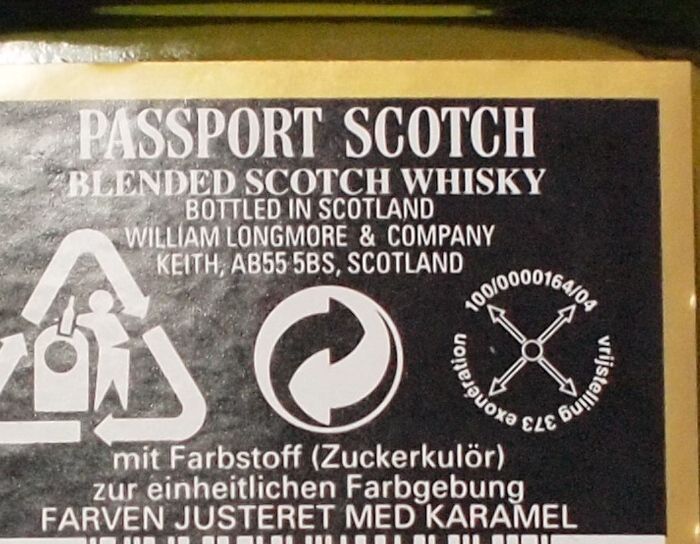 PASSPORT SCOTCH
BLENDED SCOTCH WHISKY
BOTTLED IN SCOTLAND
WILLIAM LONGMORE & COMPANY
KEITH, AB55 5BS, SCOTLAND
100/0000164/04
vrijstelling 373 exoneration
mit Farbstoff (Zuckerkulör)
zur einheitlichen Farbgebung
FARVEN JUSTERET MED KARAMEL